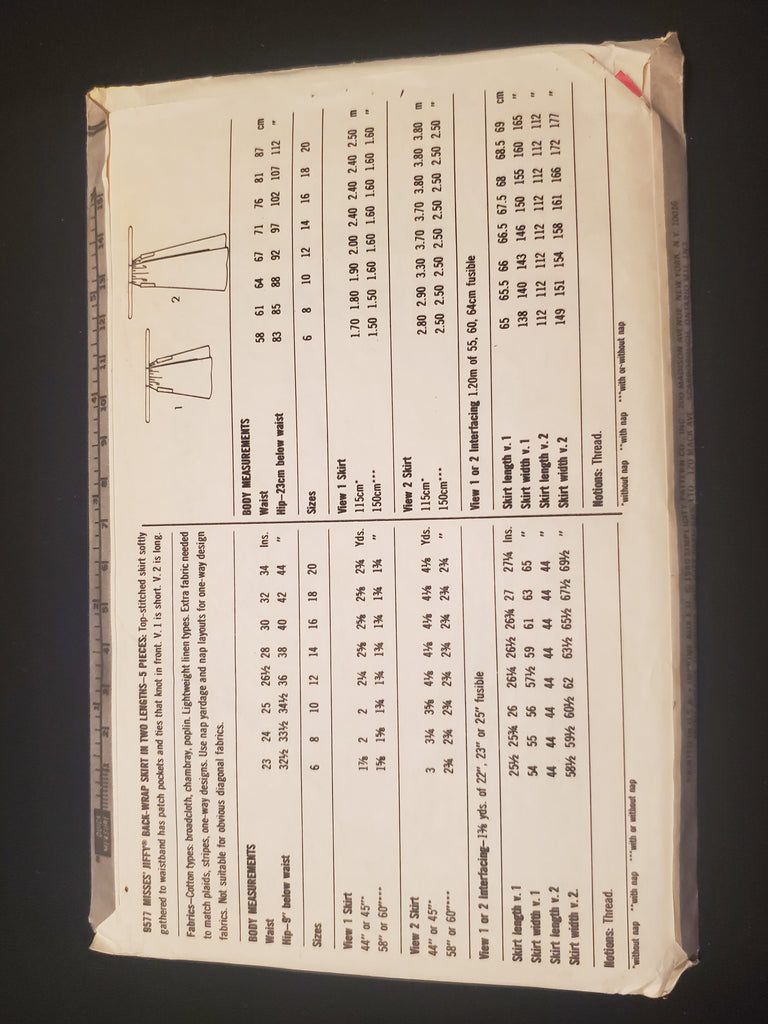 9577 MISSES' JIFFY® BACK-WRAP SKIRT IN TWO LENGTHS—5 PIECES: Top-stitched skirt softly
gathered to waistband has patch pockets and ties that knot in front. V. 1 is short. V. 2 is long.
Fabrics—Cotton types: broadcloth, chambray, poplin. Lightweight linen types. Extra fabric needed
to match plaids, stripes, one-way designs. Use nap yardage and nap layouts for one-way design
fabrics. Not suitable for obvious diagonal fabrics.
BODY MEASUREMENTS
Waist 23 24 25 26½ 28 30 32 34 Ins.
Hip—9" below waist 32½ 33½ 34½ 36 38 40 42 44 "
Sizes 6 8 10 12 14 16 18 20
View 1 Skirt
44" or 45"* 1⅞ 2 2 2¼ 2⅝ 2⅝ 2⅝ 2¾ Yds.
58" or 60"*** 1⅝ 1⅝ 1¾ 1¾ 1¾ 1¾ 1¾ 1¾ "
View 2 Skirt
44" or 45"* 3 3¼ 3⅝ 4⅛ 4⅛ 4⅛ 4⅛ 4⅛ Yds.
58" or 60"*** 2¾ 2¾ 2¾ 2¾ 2¾ 2¾ 2¾ 2¾ "
View 1 or 2 Interfacing—1⅜ yds. of 22", 23" or 25" fusible
Skirt length v. 1 25½ 25¾ 26 26¼ 26½ 26¾ 27 27¼ Ins.
Skirt width v. 1 54 55 56 57½ 59 61 63 65 "
Skirt length v. 2 44 44 44 44 44 44 44 44 "
Skirt width v. 2. 58½ 59½ 60½ 62 63½ 65½ 67½ 69½ "
Notions: Thread.
*without nap **with nap ***with or without nap
1
2
BODY MEASUREMENTS
Waist 58 61 64 67 71 76 81 87 cm
Hip—23cm below waist 83 85 88 92 97 102 107 112 "
Sizes 6 8 10 12 14 16 18 20
View 1 Skirt
115cm* 1.70 1.80 1.90 2.00 2.40 2.40 2.40 2.50 m
150cm*** 1.50 1.50 1.60 1.60 1.60 1.60 1.60 1.60 "
View 2 Skirt
115cm* 2.80 2.90 3.30 3.70 3.70 3.80 3.80 3.80 m
150cm*** 2.50 2.50 2.50 2.50 2.50 2.50 2.50 2.50 "
View 1 or 2 Interfacing 1.20m of 55, 60, 64cm fusible
Skirt length v. 1 65 65.5 66 66.5 67.5 68 68.5 69 cm
Skirt width v. 1 138 140 143 146 150 155 160 165 "
Skirt length v. 2 112 112 112 112 112 112 112 112 "
Skirt width v. 2 149 151 154 158 161 166 172 177 "
Notions: Thread.
*without nap **with nap ***with or without nap